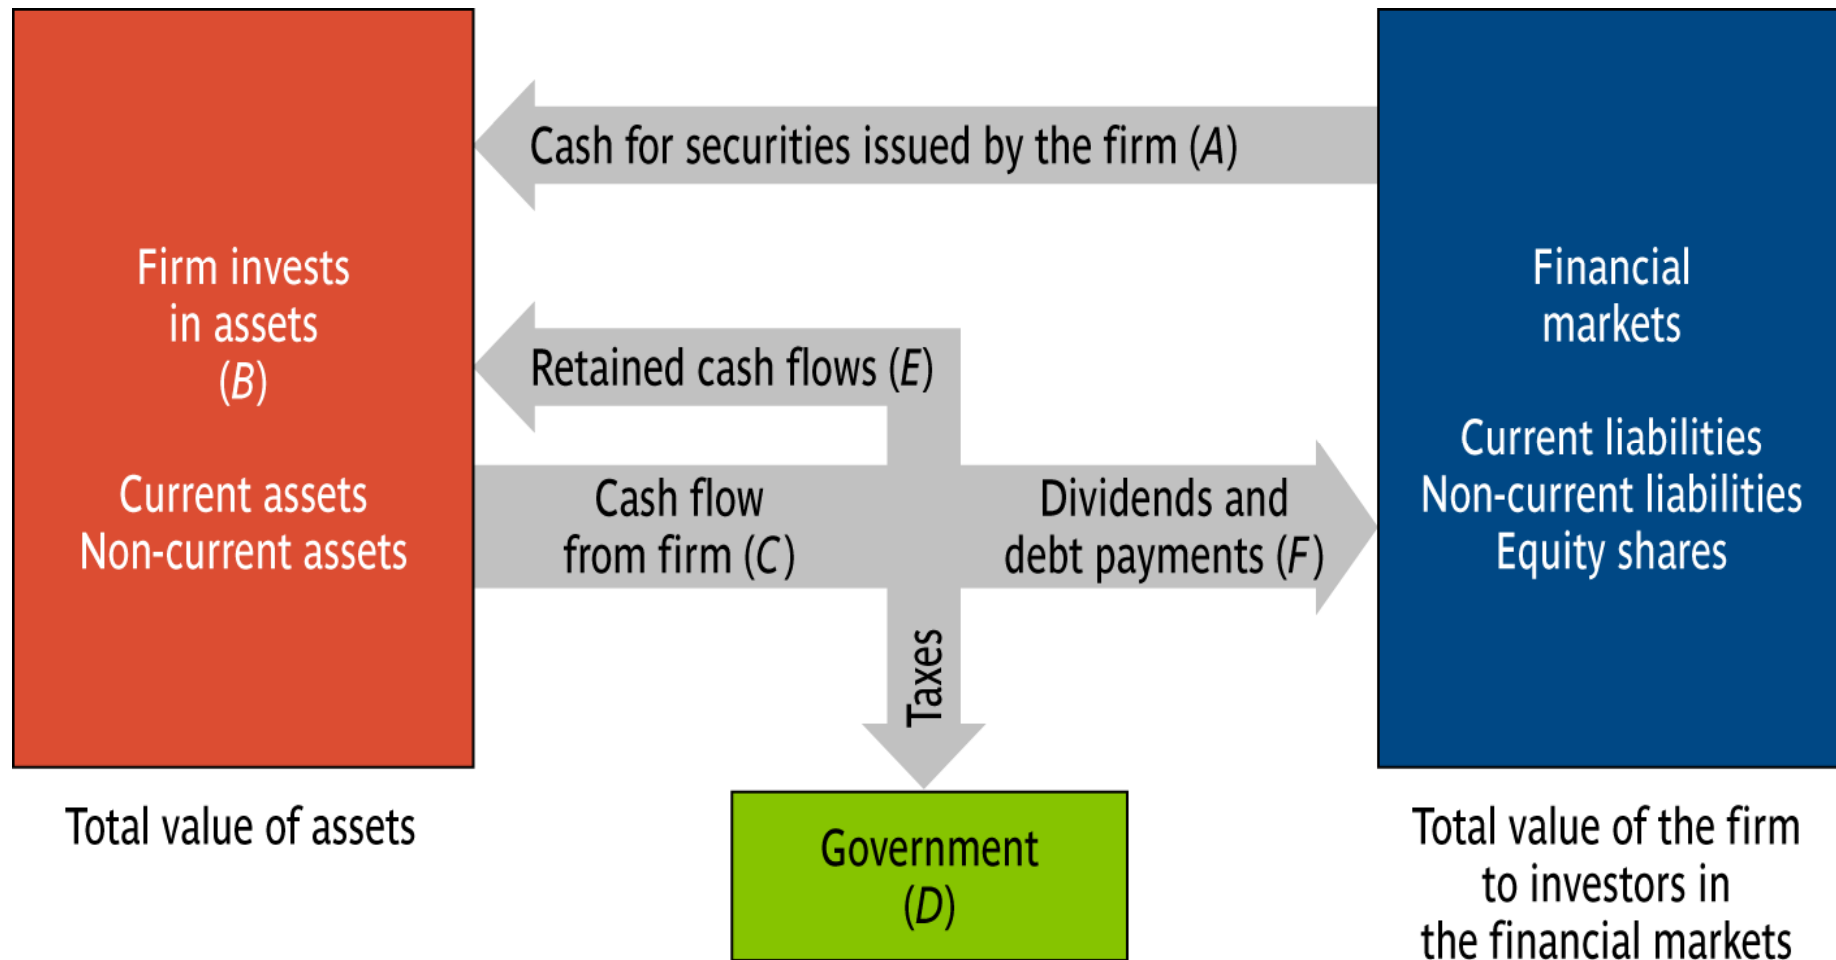 Cash for securities issued by the firm (A)
Firm invests
in assets
(B)
Current assets
Non-current assets
Retained cash flows (E)
Cash flow
from firm (C)
Dividends and
debt payments (F)
Taxes
Financial
markets
Current liabilities
Non-current liabilities
Equity shares
Total value of assets
Government
(D)
Total value of the firm
to investors in
the financial markets